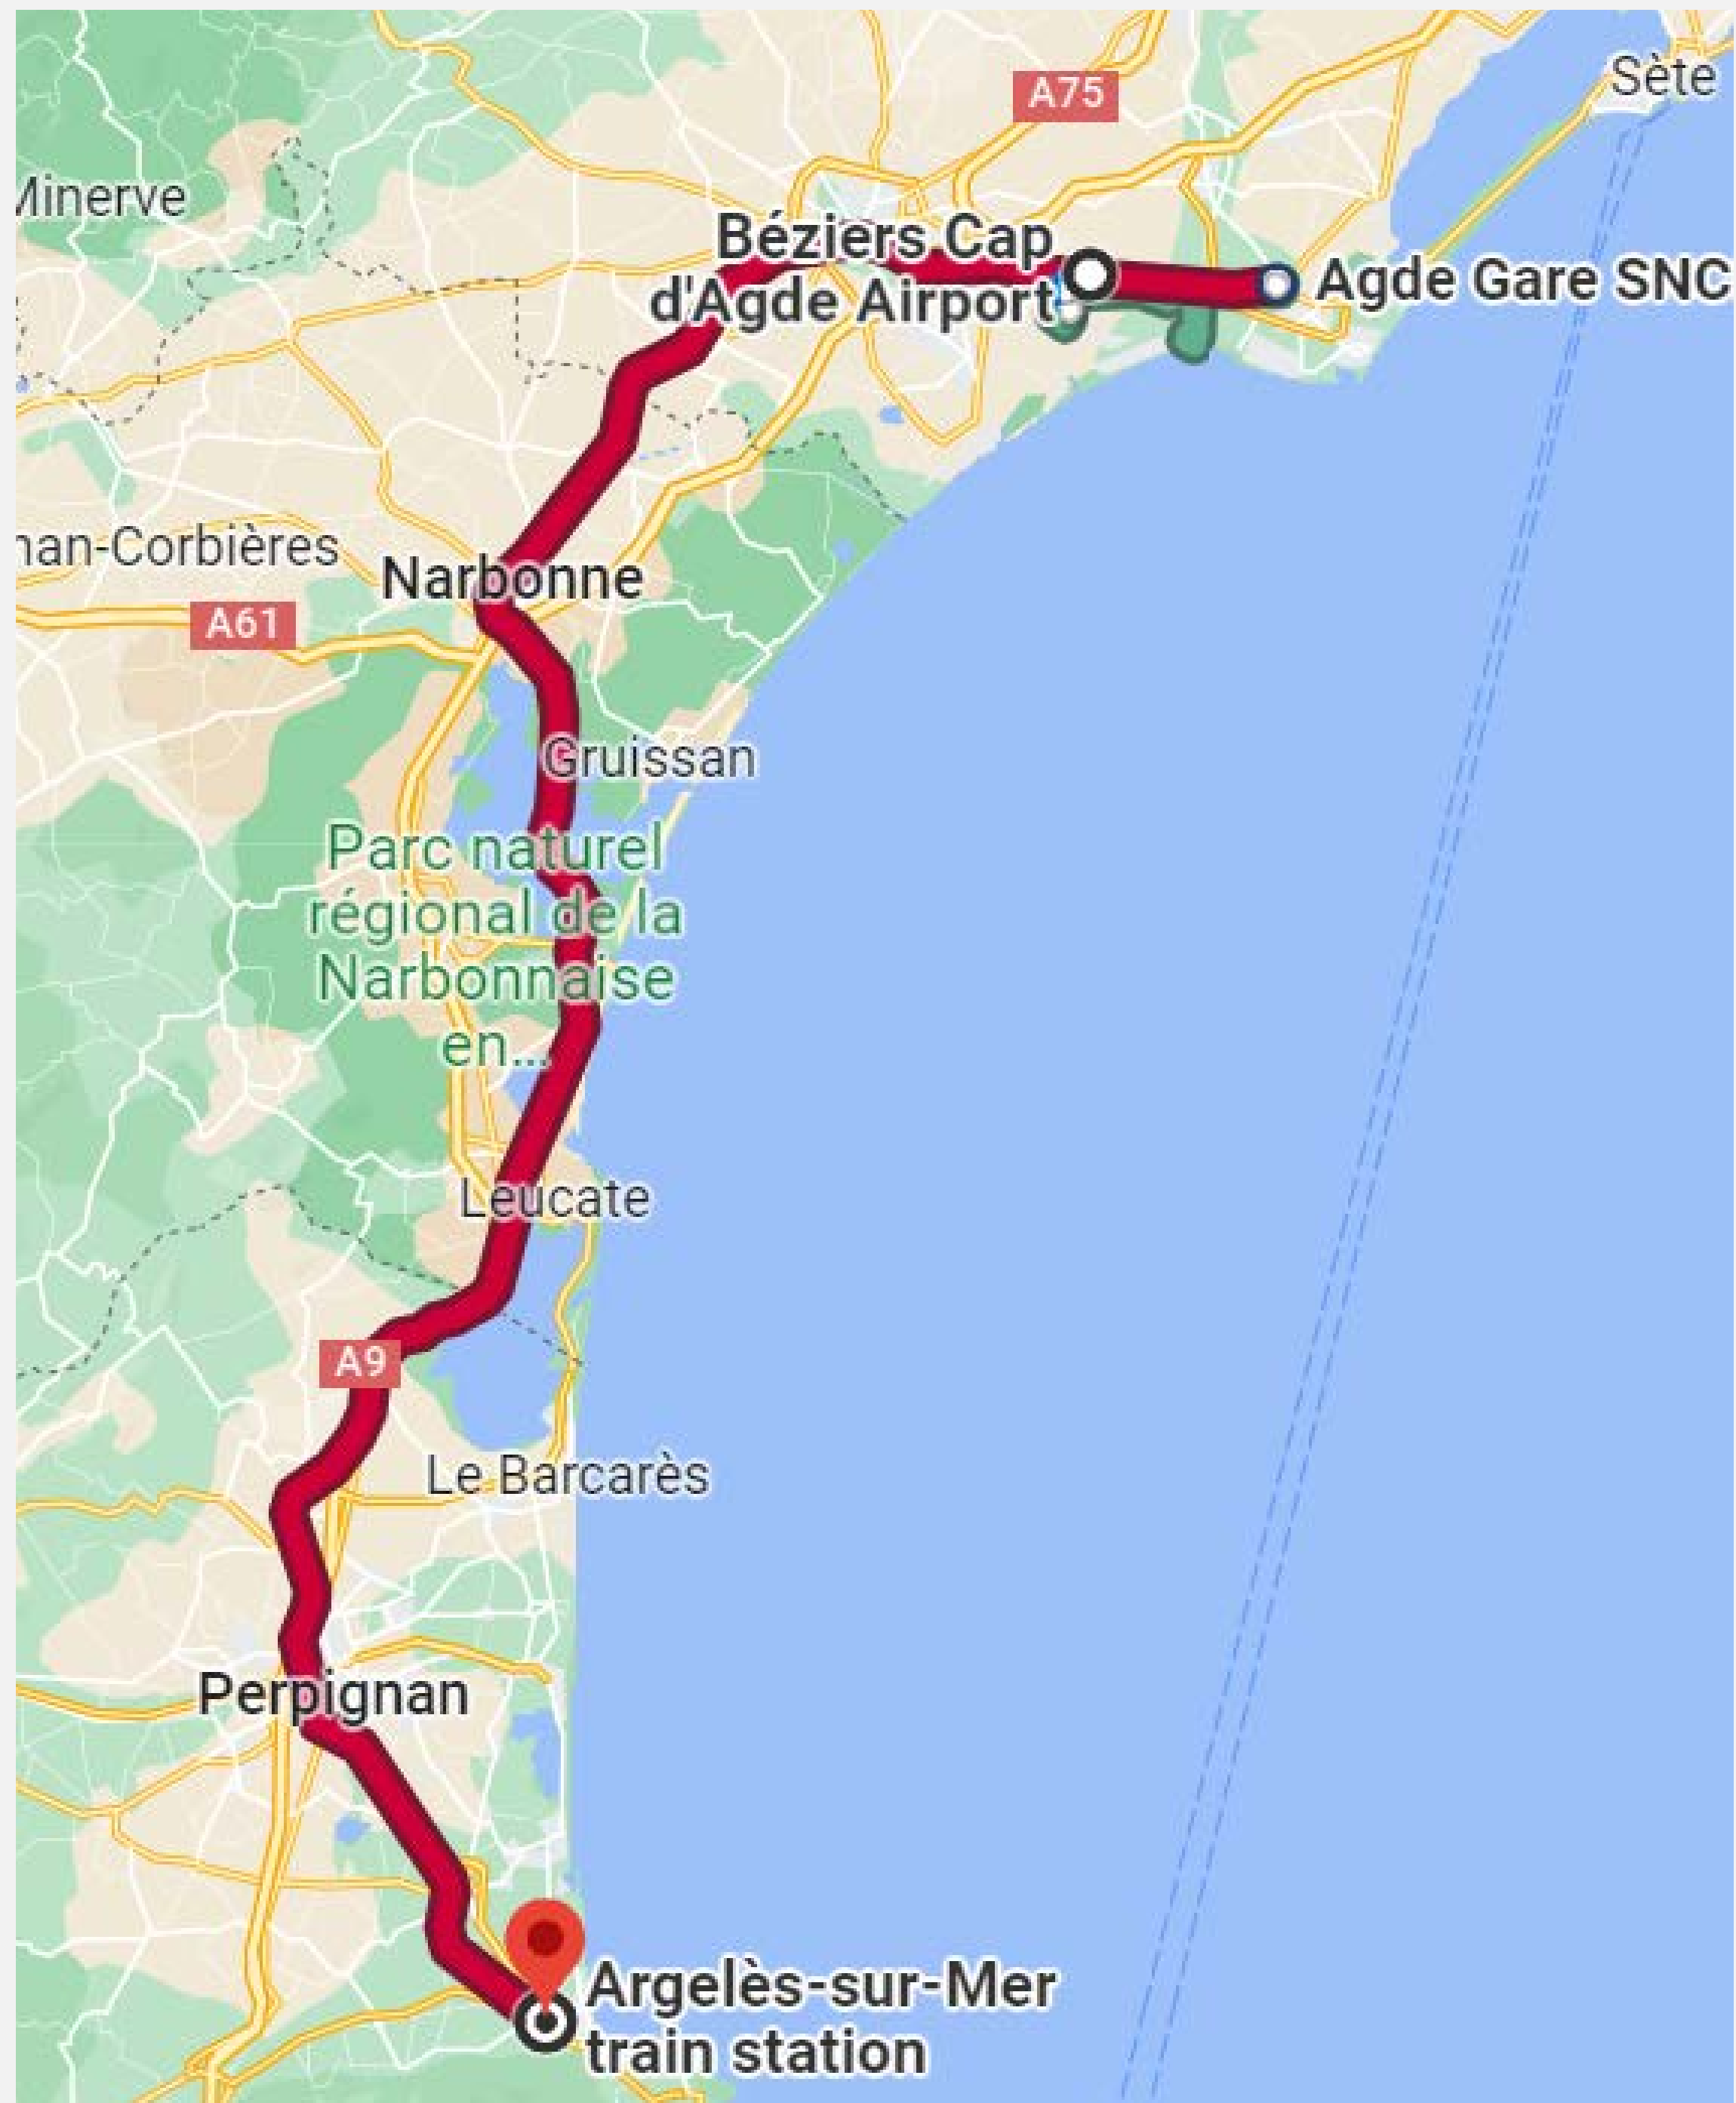 Sète
A75
Minerve
Béziers Cap
d'Agde Airport
Agde Gare SNC
nan-Corbières
Narbonne
A61
Gruissan
Parc naturel
régional de la
Narbonnaise
en...
Leucate
A9
Le Barcarès
Perpignan
Argelès-sur-Mer
train station